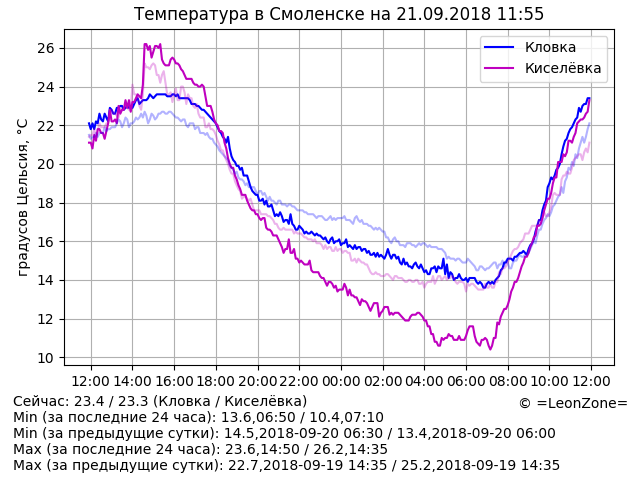 Температура в Смоленске на 21.09.2018 11:55
Кловка
Киселёвка
градусов Цельсия, °C
26
24
22
20
18
16
14
12
10
12:00 14:00 16:00 18:00 20:00 22:00 00:00 02:00 04:00 06:00 08:00 10:00 12:00
Сейчас: 23.4 / 23.3 (Кловка / Киселёвка)
© =LeonZone=
Min (за последние 24 часа): 13.6,06:50 / 10.4,07:10
Min (за предыдущие сутки): 14.5,2018-09-20 06:30 / 13.4,2018-09-20 06:00
Max (за последние 24 часа): 23.6,14:50 / 26.2,14:35
Max (за предыдущие сутки): 22.7,2018-09-19 14:35 / 25.2,2018-09-19 14:35